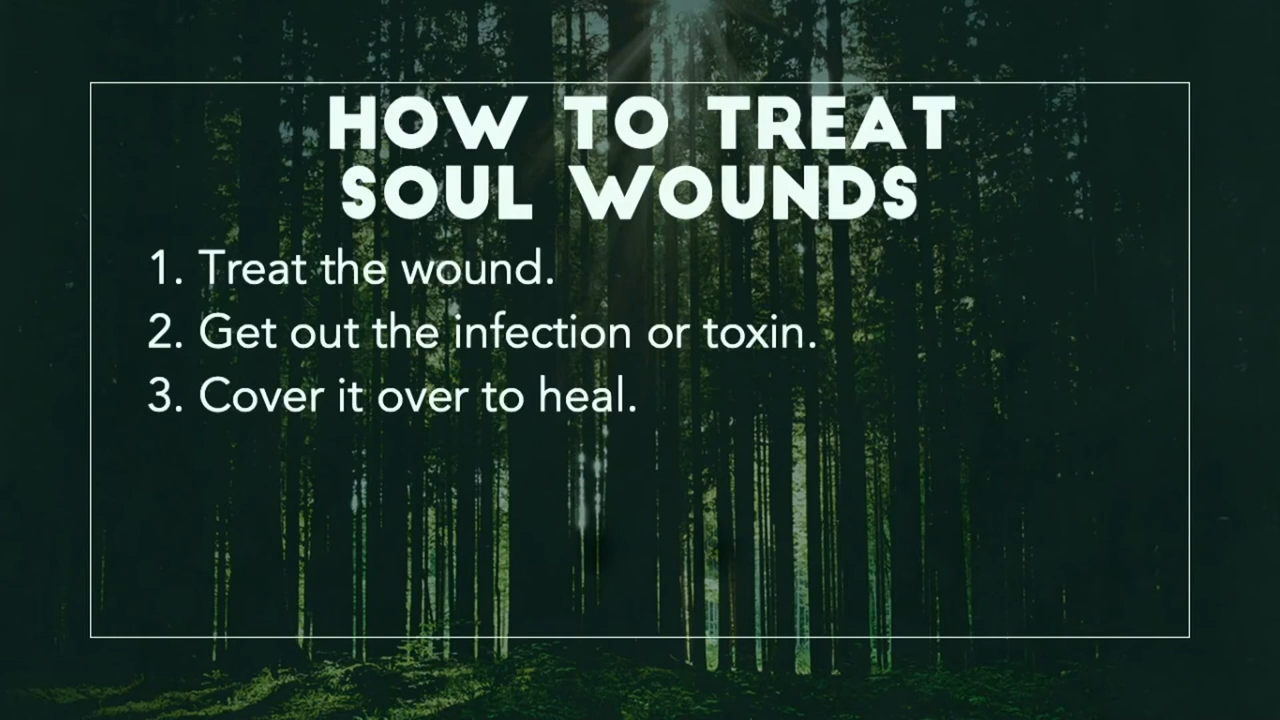 HOW TO TREAT
SOUL WOUNDS
1. Treat the wound.
2. Get out the infection or toxin.
3. Cover it over to heal.